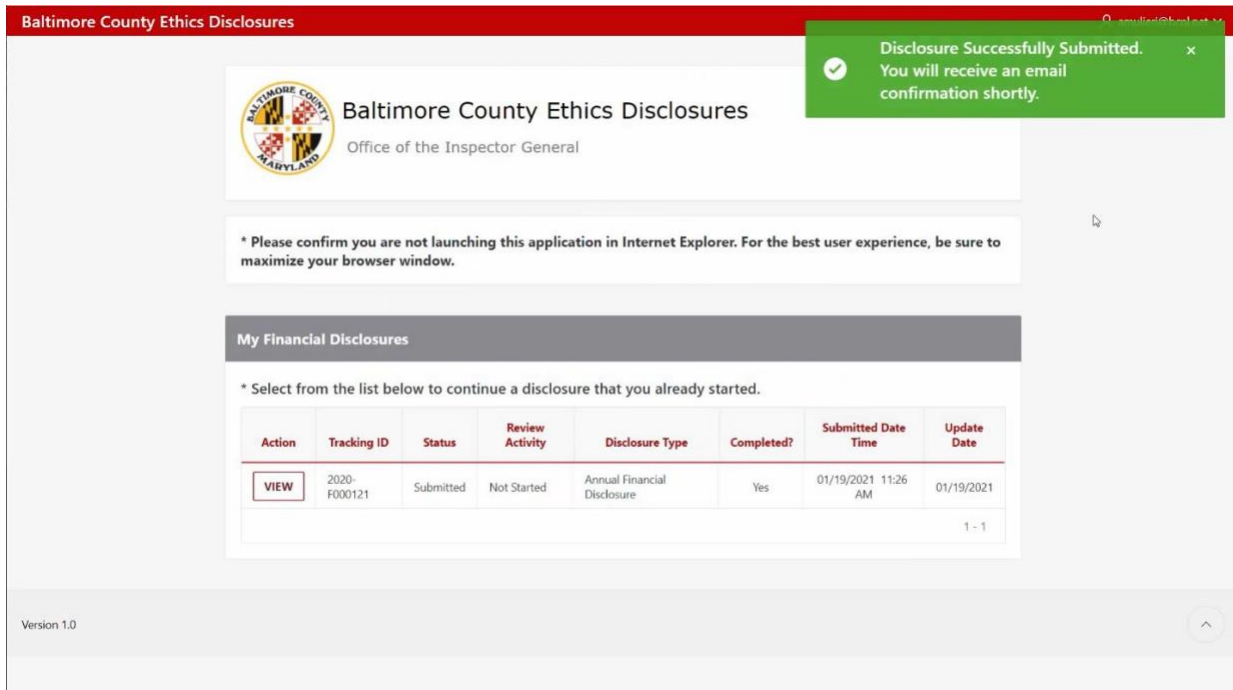 Baltimore County Ethics Disclosures
Disclosure Successfully Submitted.
You will receive an email
confirmation shortly.
BALTIMORE COUNTY
MARYLAND
Baltimore County Ethics Disclosures
Office of the Inspector General
* Please confirm you are not launching this application in Internet Explorer. For the best user experience, be sure to
maximize your browser window.
My Financial Disclosures
* Select from the list below to continue a disclosure that you already started.
Action Tracking ID Status Review Activity Disclosure Type Completed? Submitted Date Time Update Date
VIEW 2020-F000121 Submitted Not Started Annual Financial Disclosure Yes 01/19/2021 11:26 AM 01/19/2021
1 - 1
Version 1.0